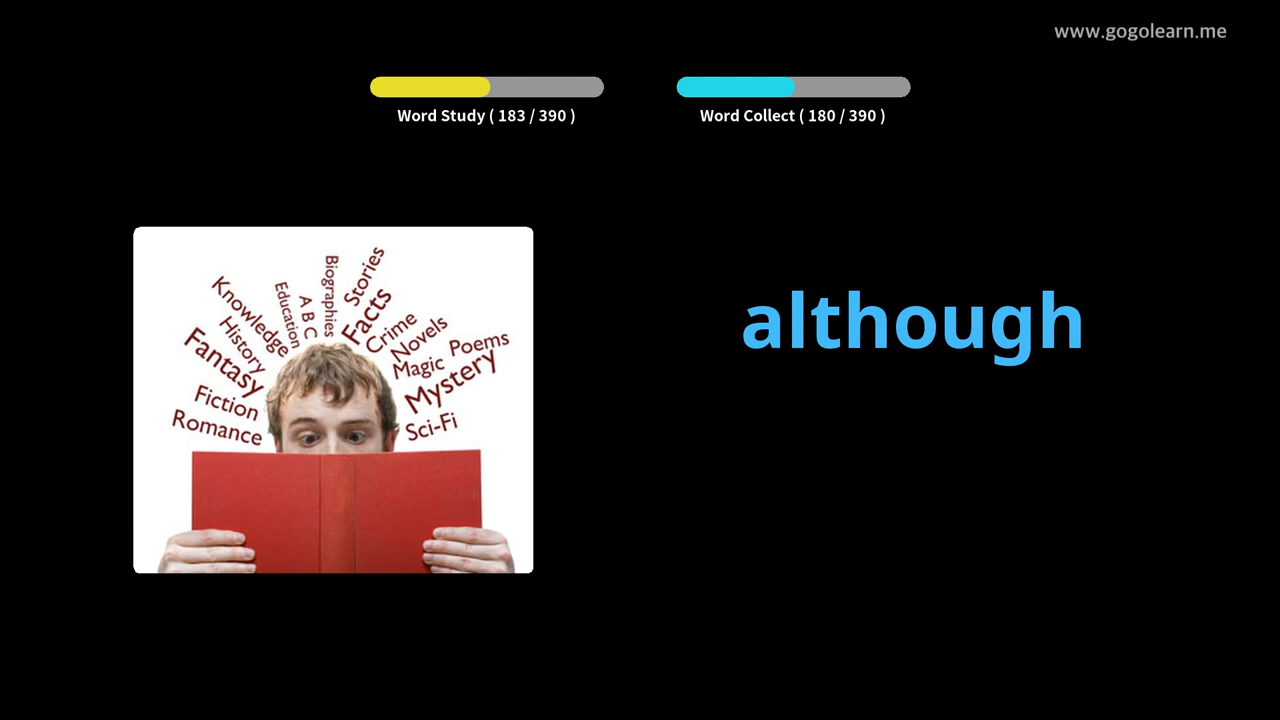 www.gogolearn.me
Word Study ( 183 / 390 )
Word Collect ( 180 / 390 )
although
Biographies
Stories
Education
A B C
Facts
Knowledge
Crime
History
Novels
Fantasy
Magic
Poems
Mystery
Fiction
Romance
Sci-Fi